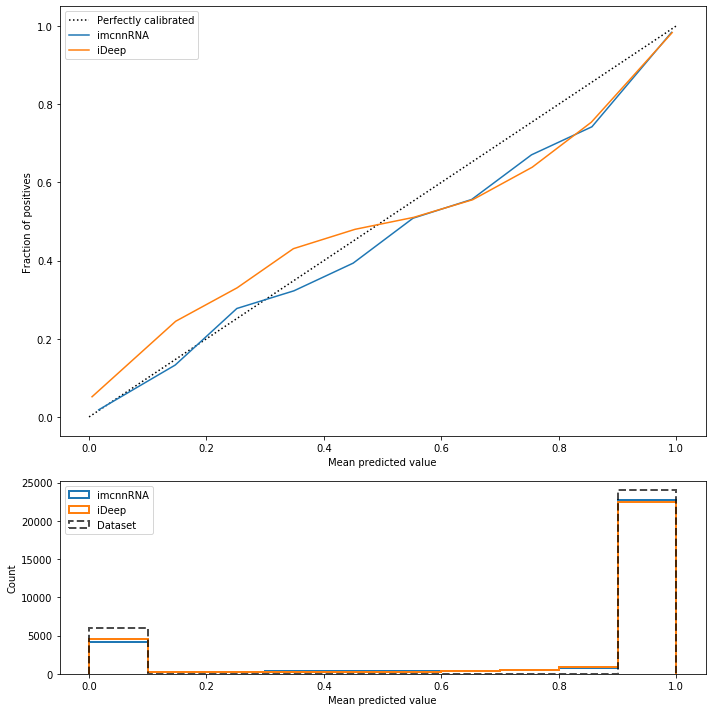 Perfectly calibrated
imcnnRNA
iDeep
1.0
0.8
0.6
0.4
0.2
0.0
Fraction of positives
0.0 0.2 0.4 0.6 0.8 1.0
Mean predicted value
imcnnRNA
iDeep
Dataset
25000
20000
15000
10000
5000
0
Count
0.0 0.2 0.4 0.6 0.8 1.0
Mean predicted value